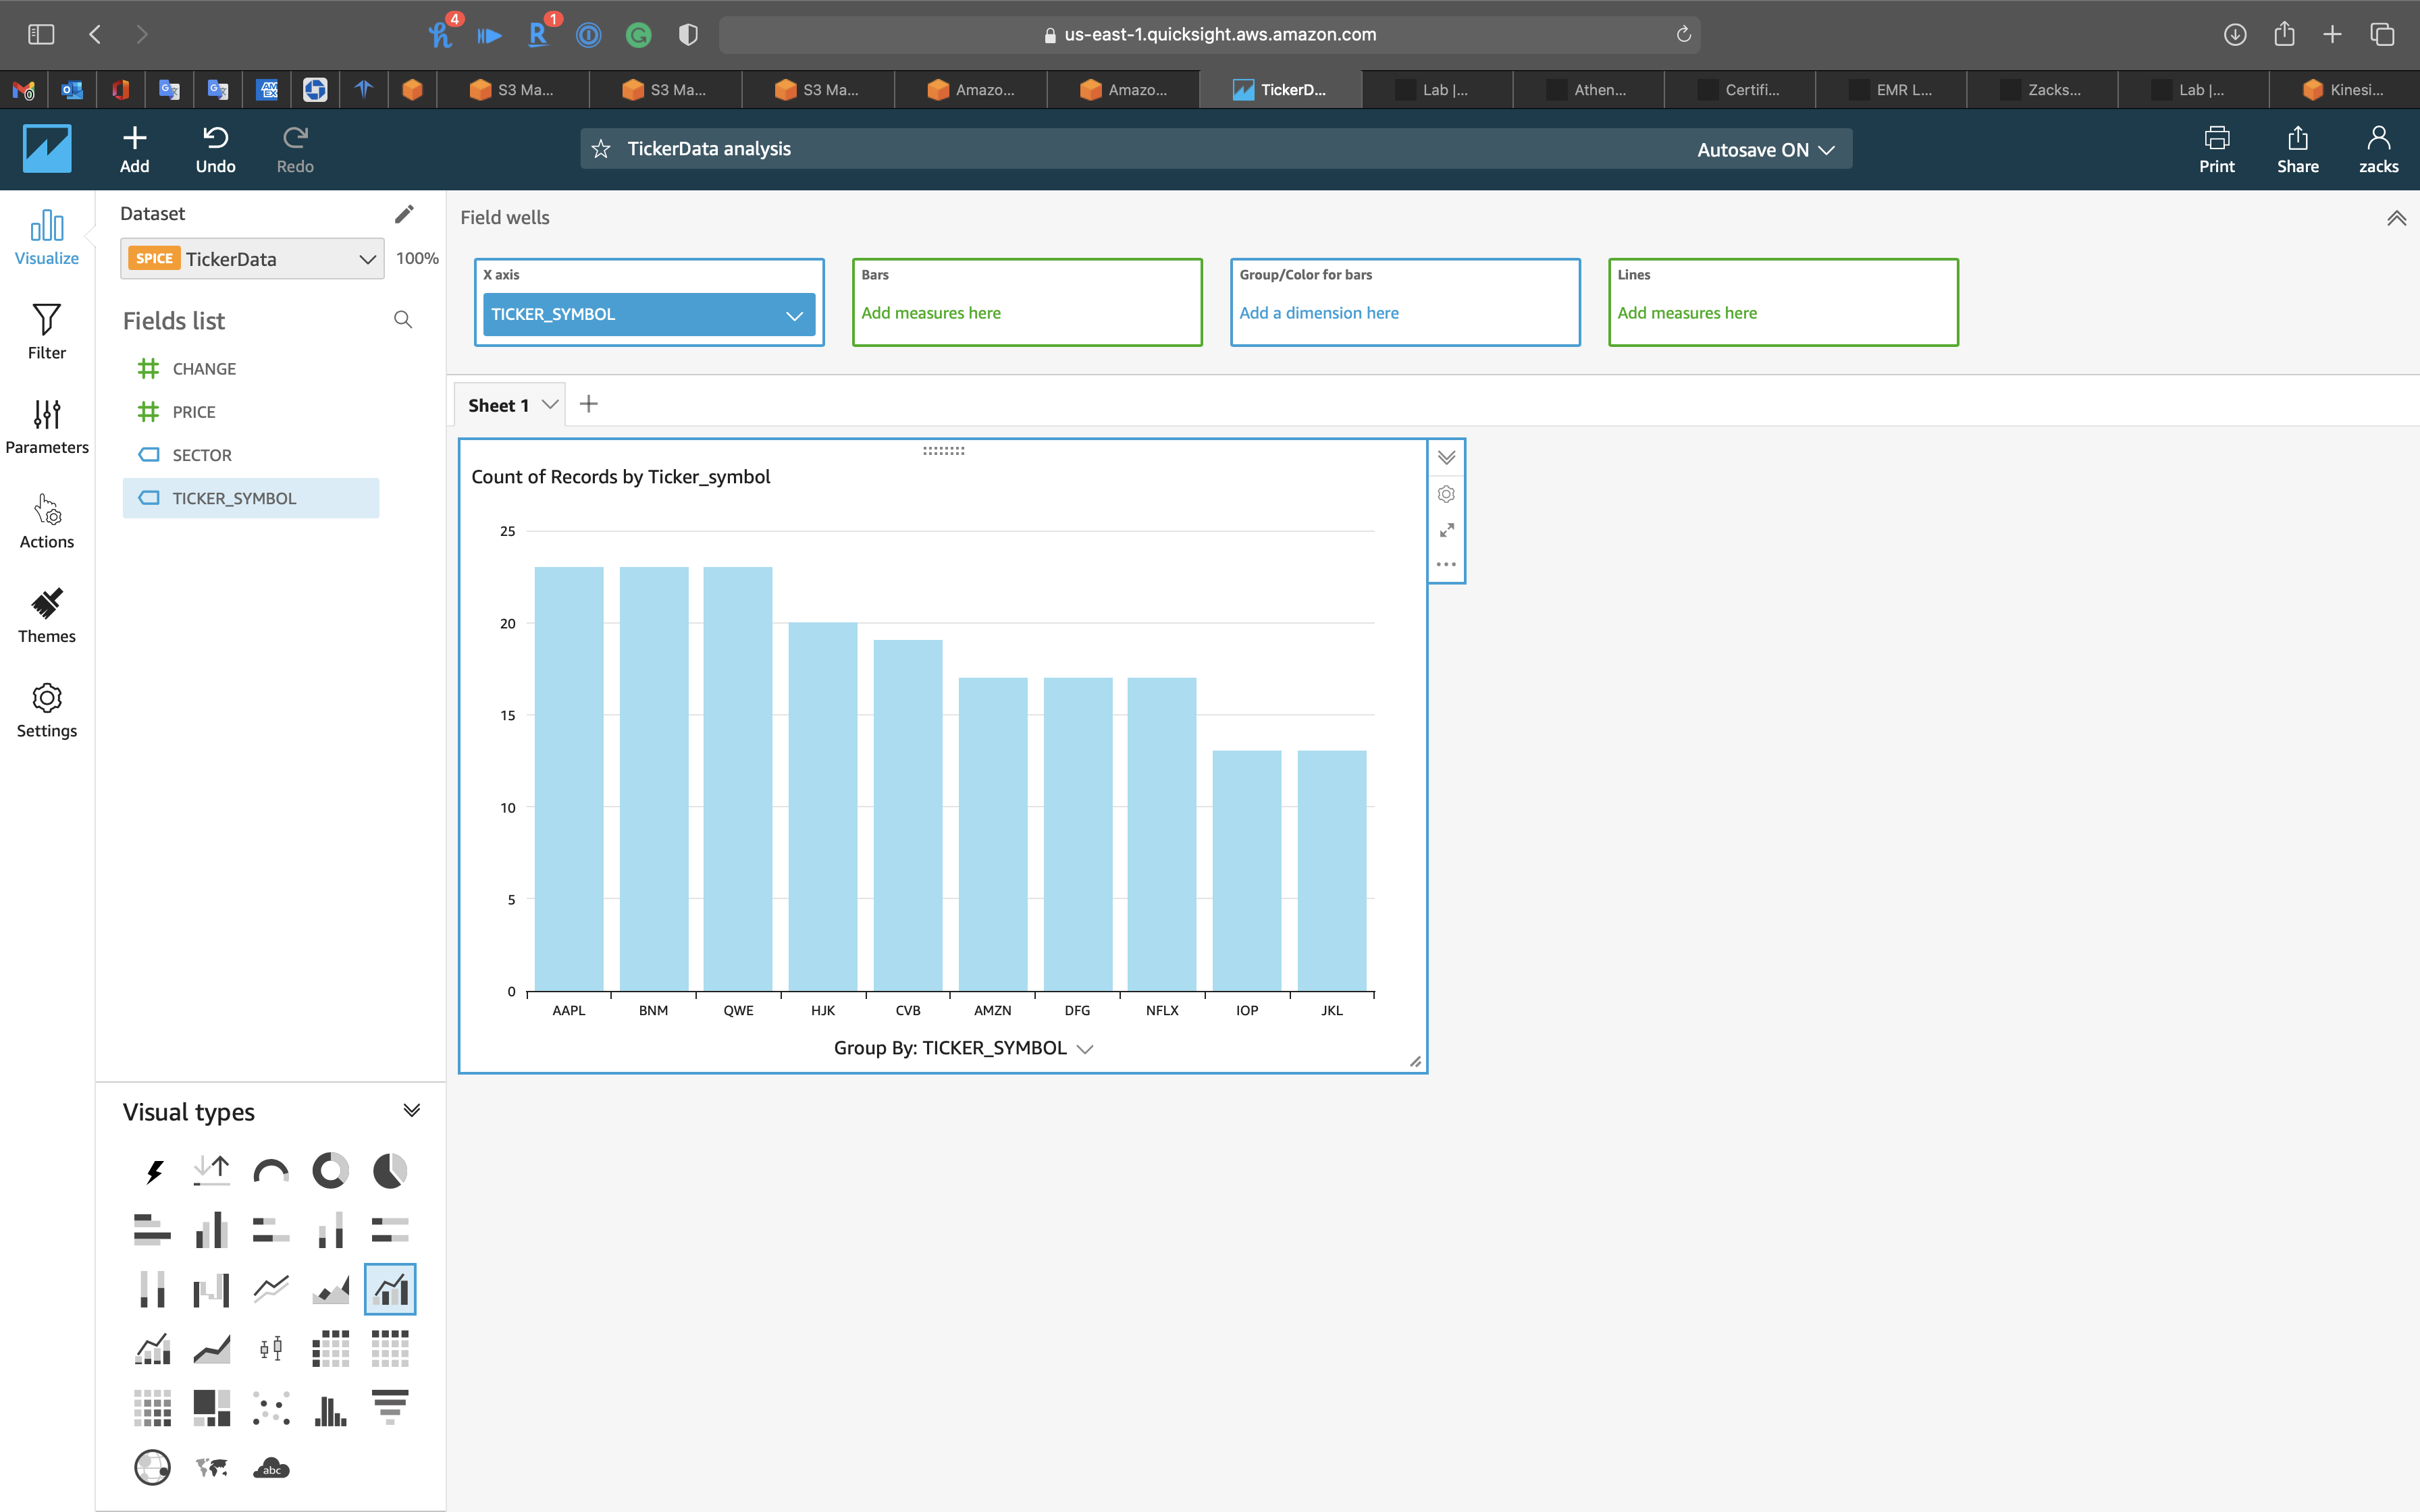 4
1
us-east-1.quicksight.aws.amazon.com
S3 Ma...
S3 Ma...
S3 Ma...
Amazo...
Amazo...
TickerD...
Lab |...
Athen...
Certifi...
EMR L...
Zacks...
Lab |...
Kinesi...
Add
Undo
Redo
TickerData analysis
Autosave ON
Print
Share
zacks
Visualize
Filter
Parameters
Actions
Themes
Settings
Dataset
SPICE TickerData
100%
Fields list
CHANGE
PRICE
SECTOR
TICKER_SYMBOL
Field wells
X axis
TICKER_SYMBOL
Bars
Add measures here
Group/Color for bars
Add a dimension here
Lines
Add measures here
Sheet 1
Count of Records by Ticker_symbol
25
20
15
10
5
0
AAPL BNM QWE HJK CVB AMZN DFG NFLX IOP JKL
Group By: TICKER_SYMBOL
Visual types
abc